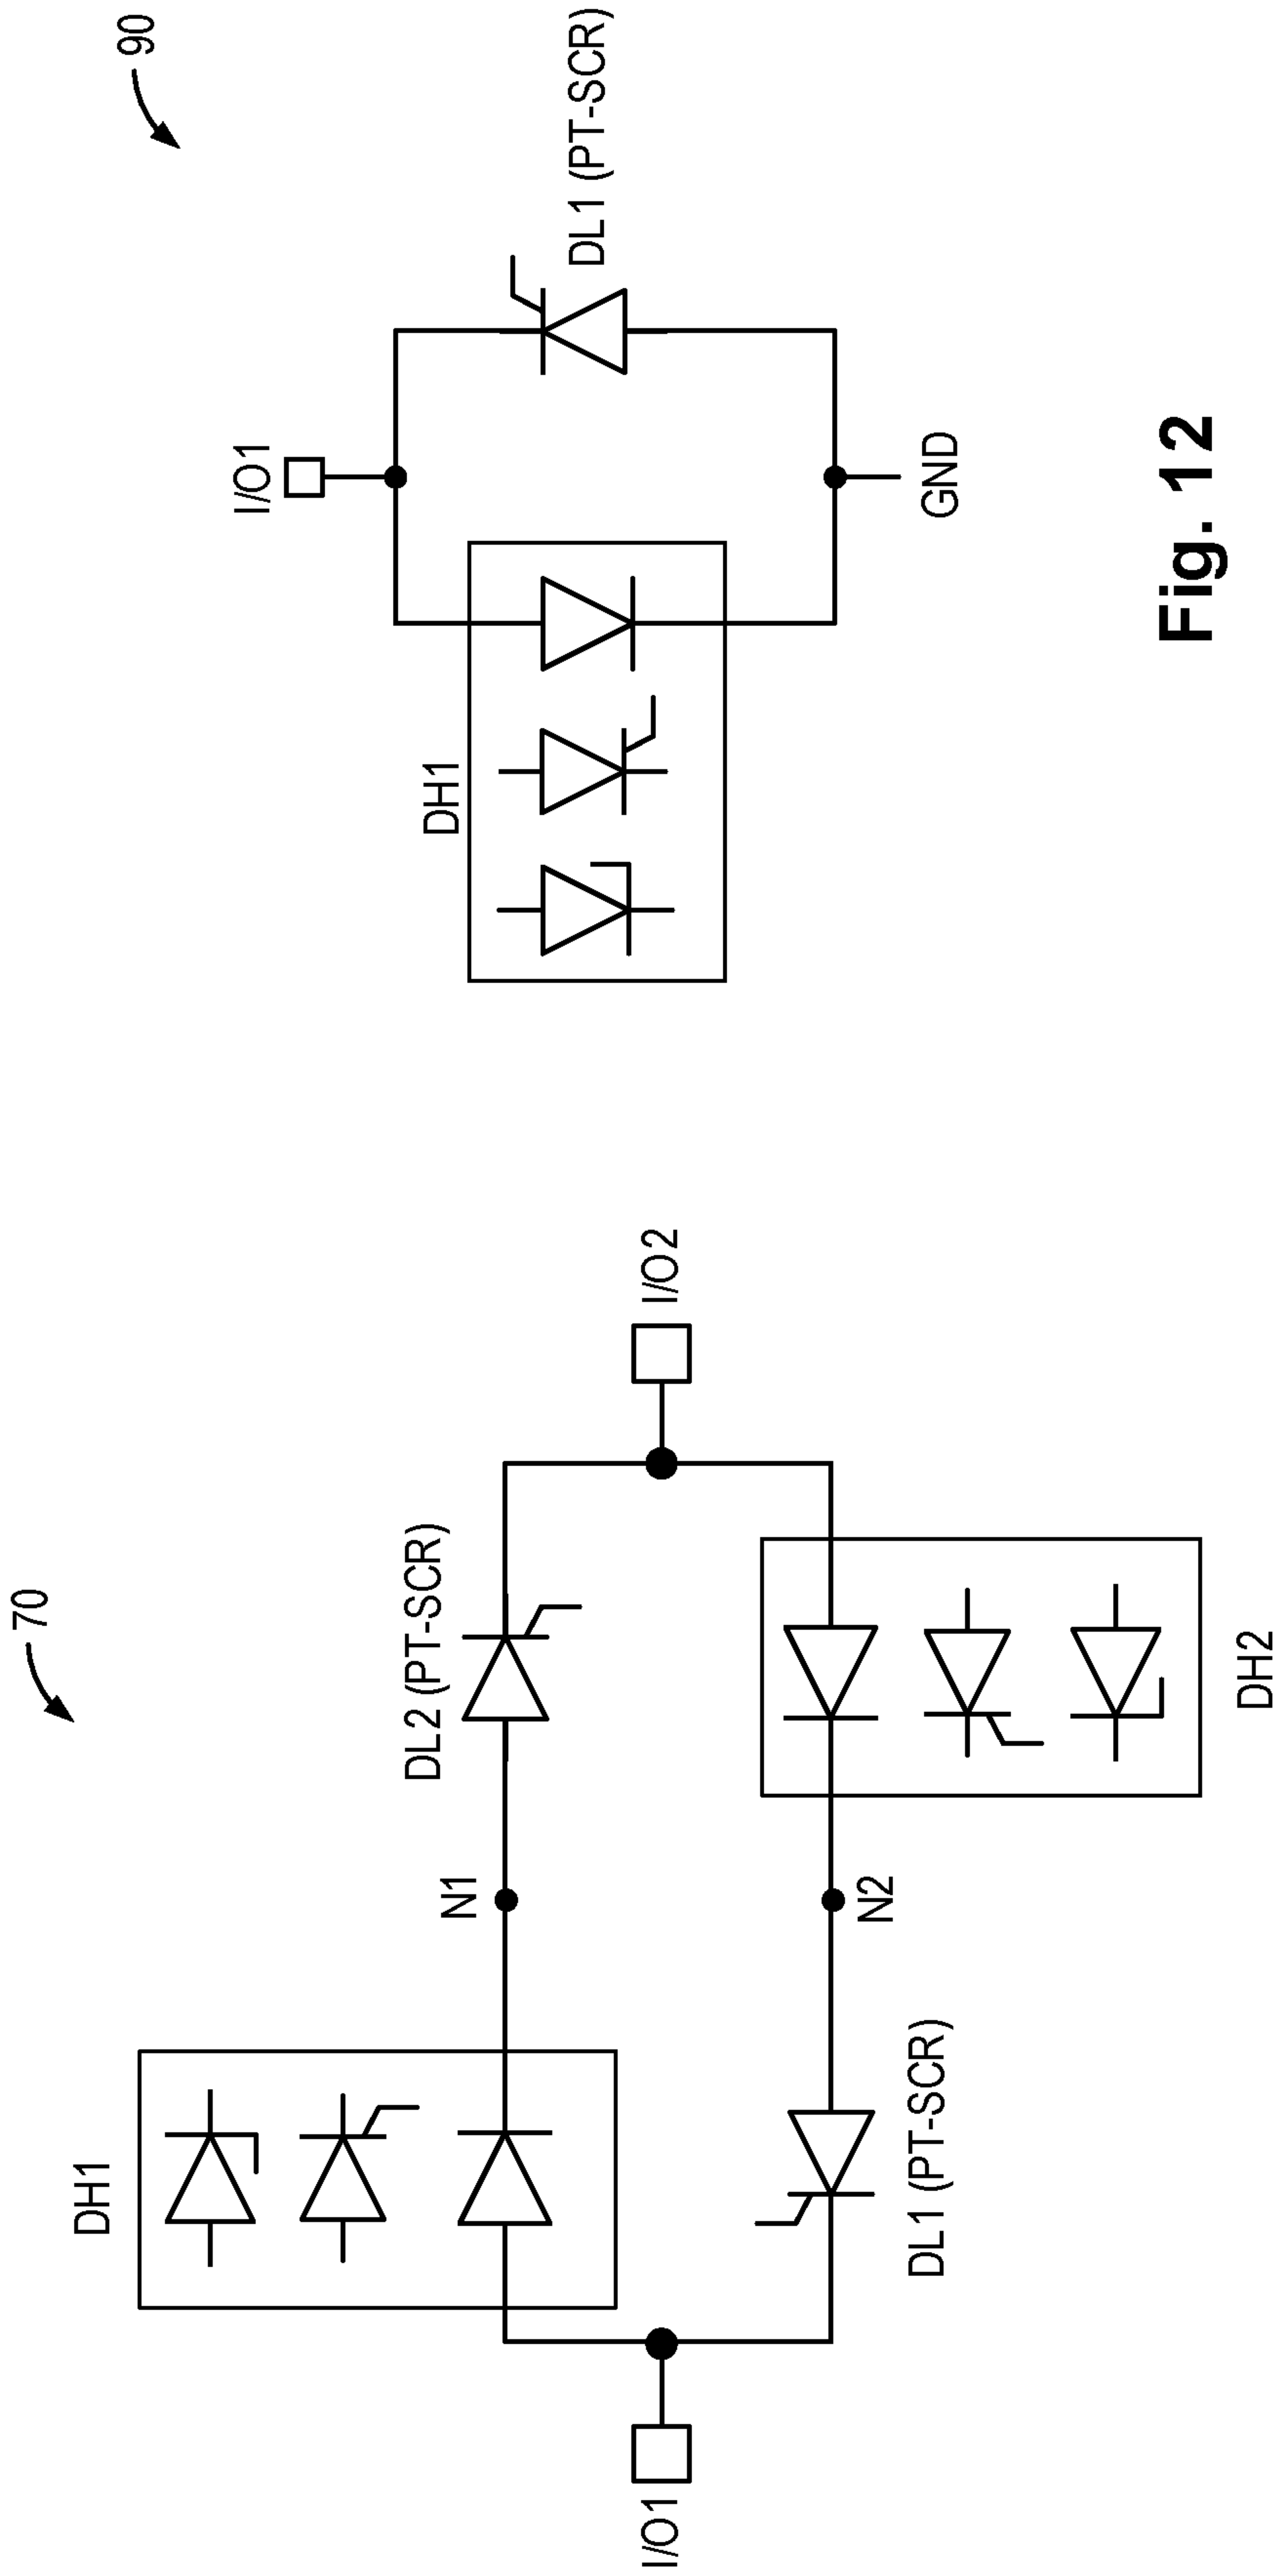 70
DH1
DL2 (PT-SCR)
N1
I/O1
I/O2
N2
DL1 (PT-SCR)
DH2
90
I/O1
DH1
DL1 (PT-SCR)
GND
Fig. 12